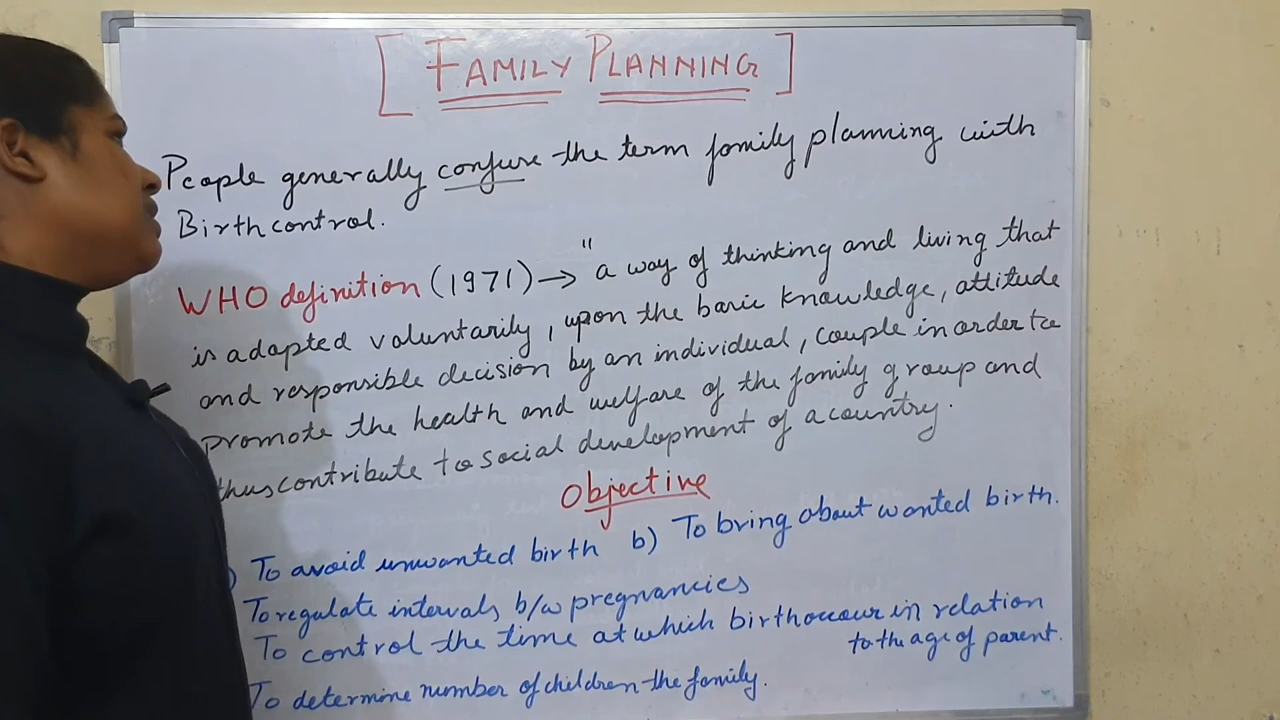 [ FAMILY PLANNING ]
People generally confuse the term family planning with
Birth control.
WHO definition (1971) → " a way of thinking and living that
is adapted voluntarily, upon the basic knowledge, attitude
and responsible decision by an individual, couple in order to
promote the health and welfare of the family group and
thus contribute to social development of a country.
Objective
) To avoid unwanted birth b) To bring about wanted birth.
To regulate intervals b/w pregnancies
To control the time at which birth occour in relation
to the age of parent.
To determine number of children the family.